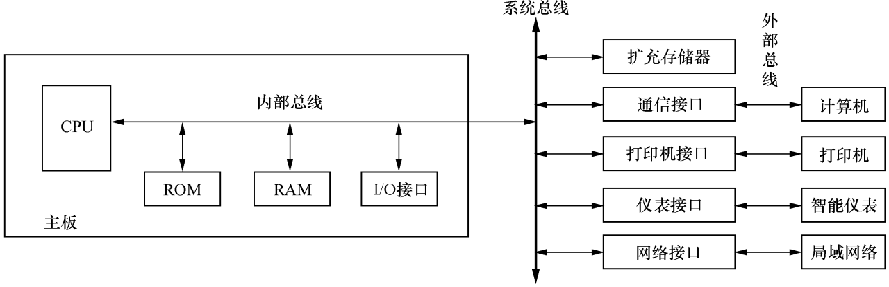 系统总线
外部总线
扩充存储器
内部总线
CPU
通信接口
计算机
打印机接口
打印机
ROM
RAM
I/O接口
仪表接口
智能仪表
主板
网络接口
局域网络